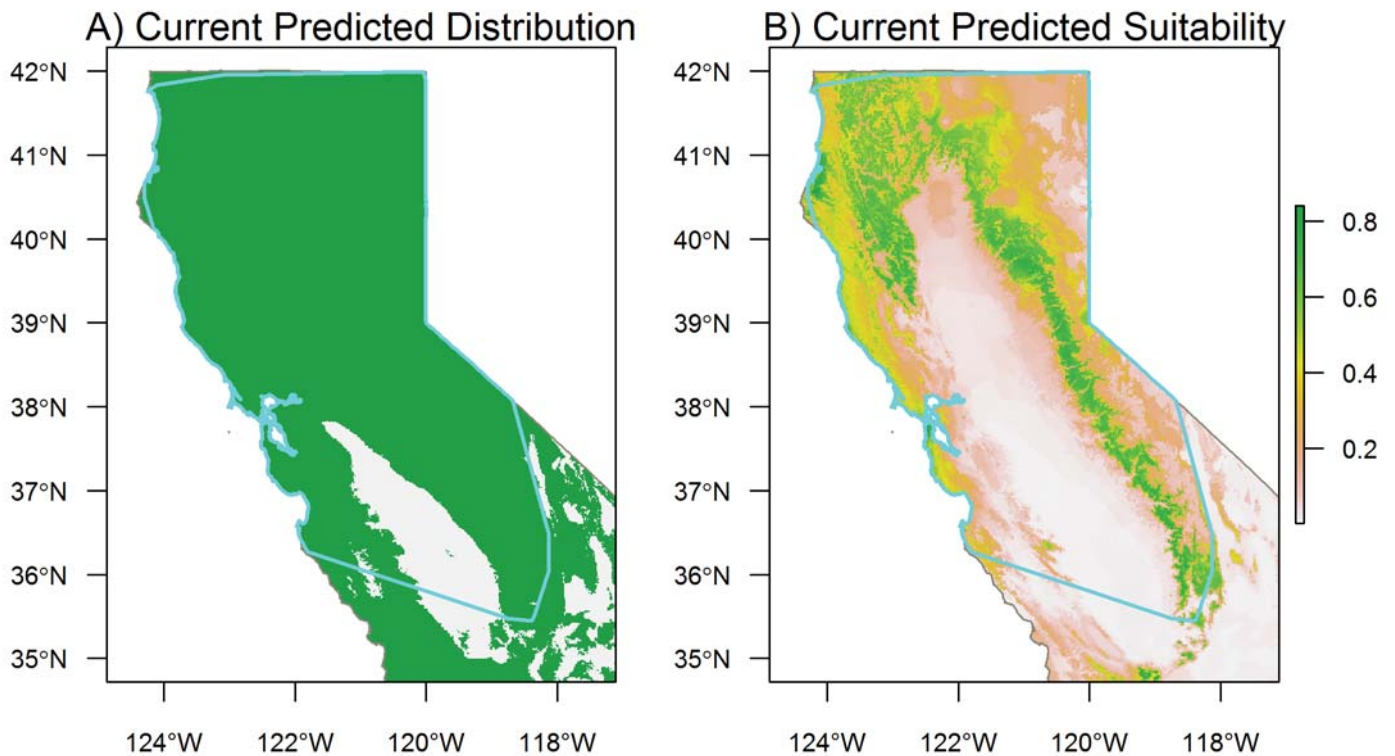 A) Current Predicted Distribution
42°N
41°N
40°N
39°N
38°N
37°N
36°N
35°N
124°W 122°W 120°W 118°W
B) Current Predicted Suitability
42°N
41°N
40°N
39°N
38°N
37°N
36°N
35°N
124°W 122°W 120°W 118°W
0.8
0.6
0.4
0.2